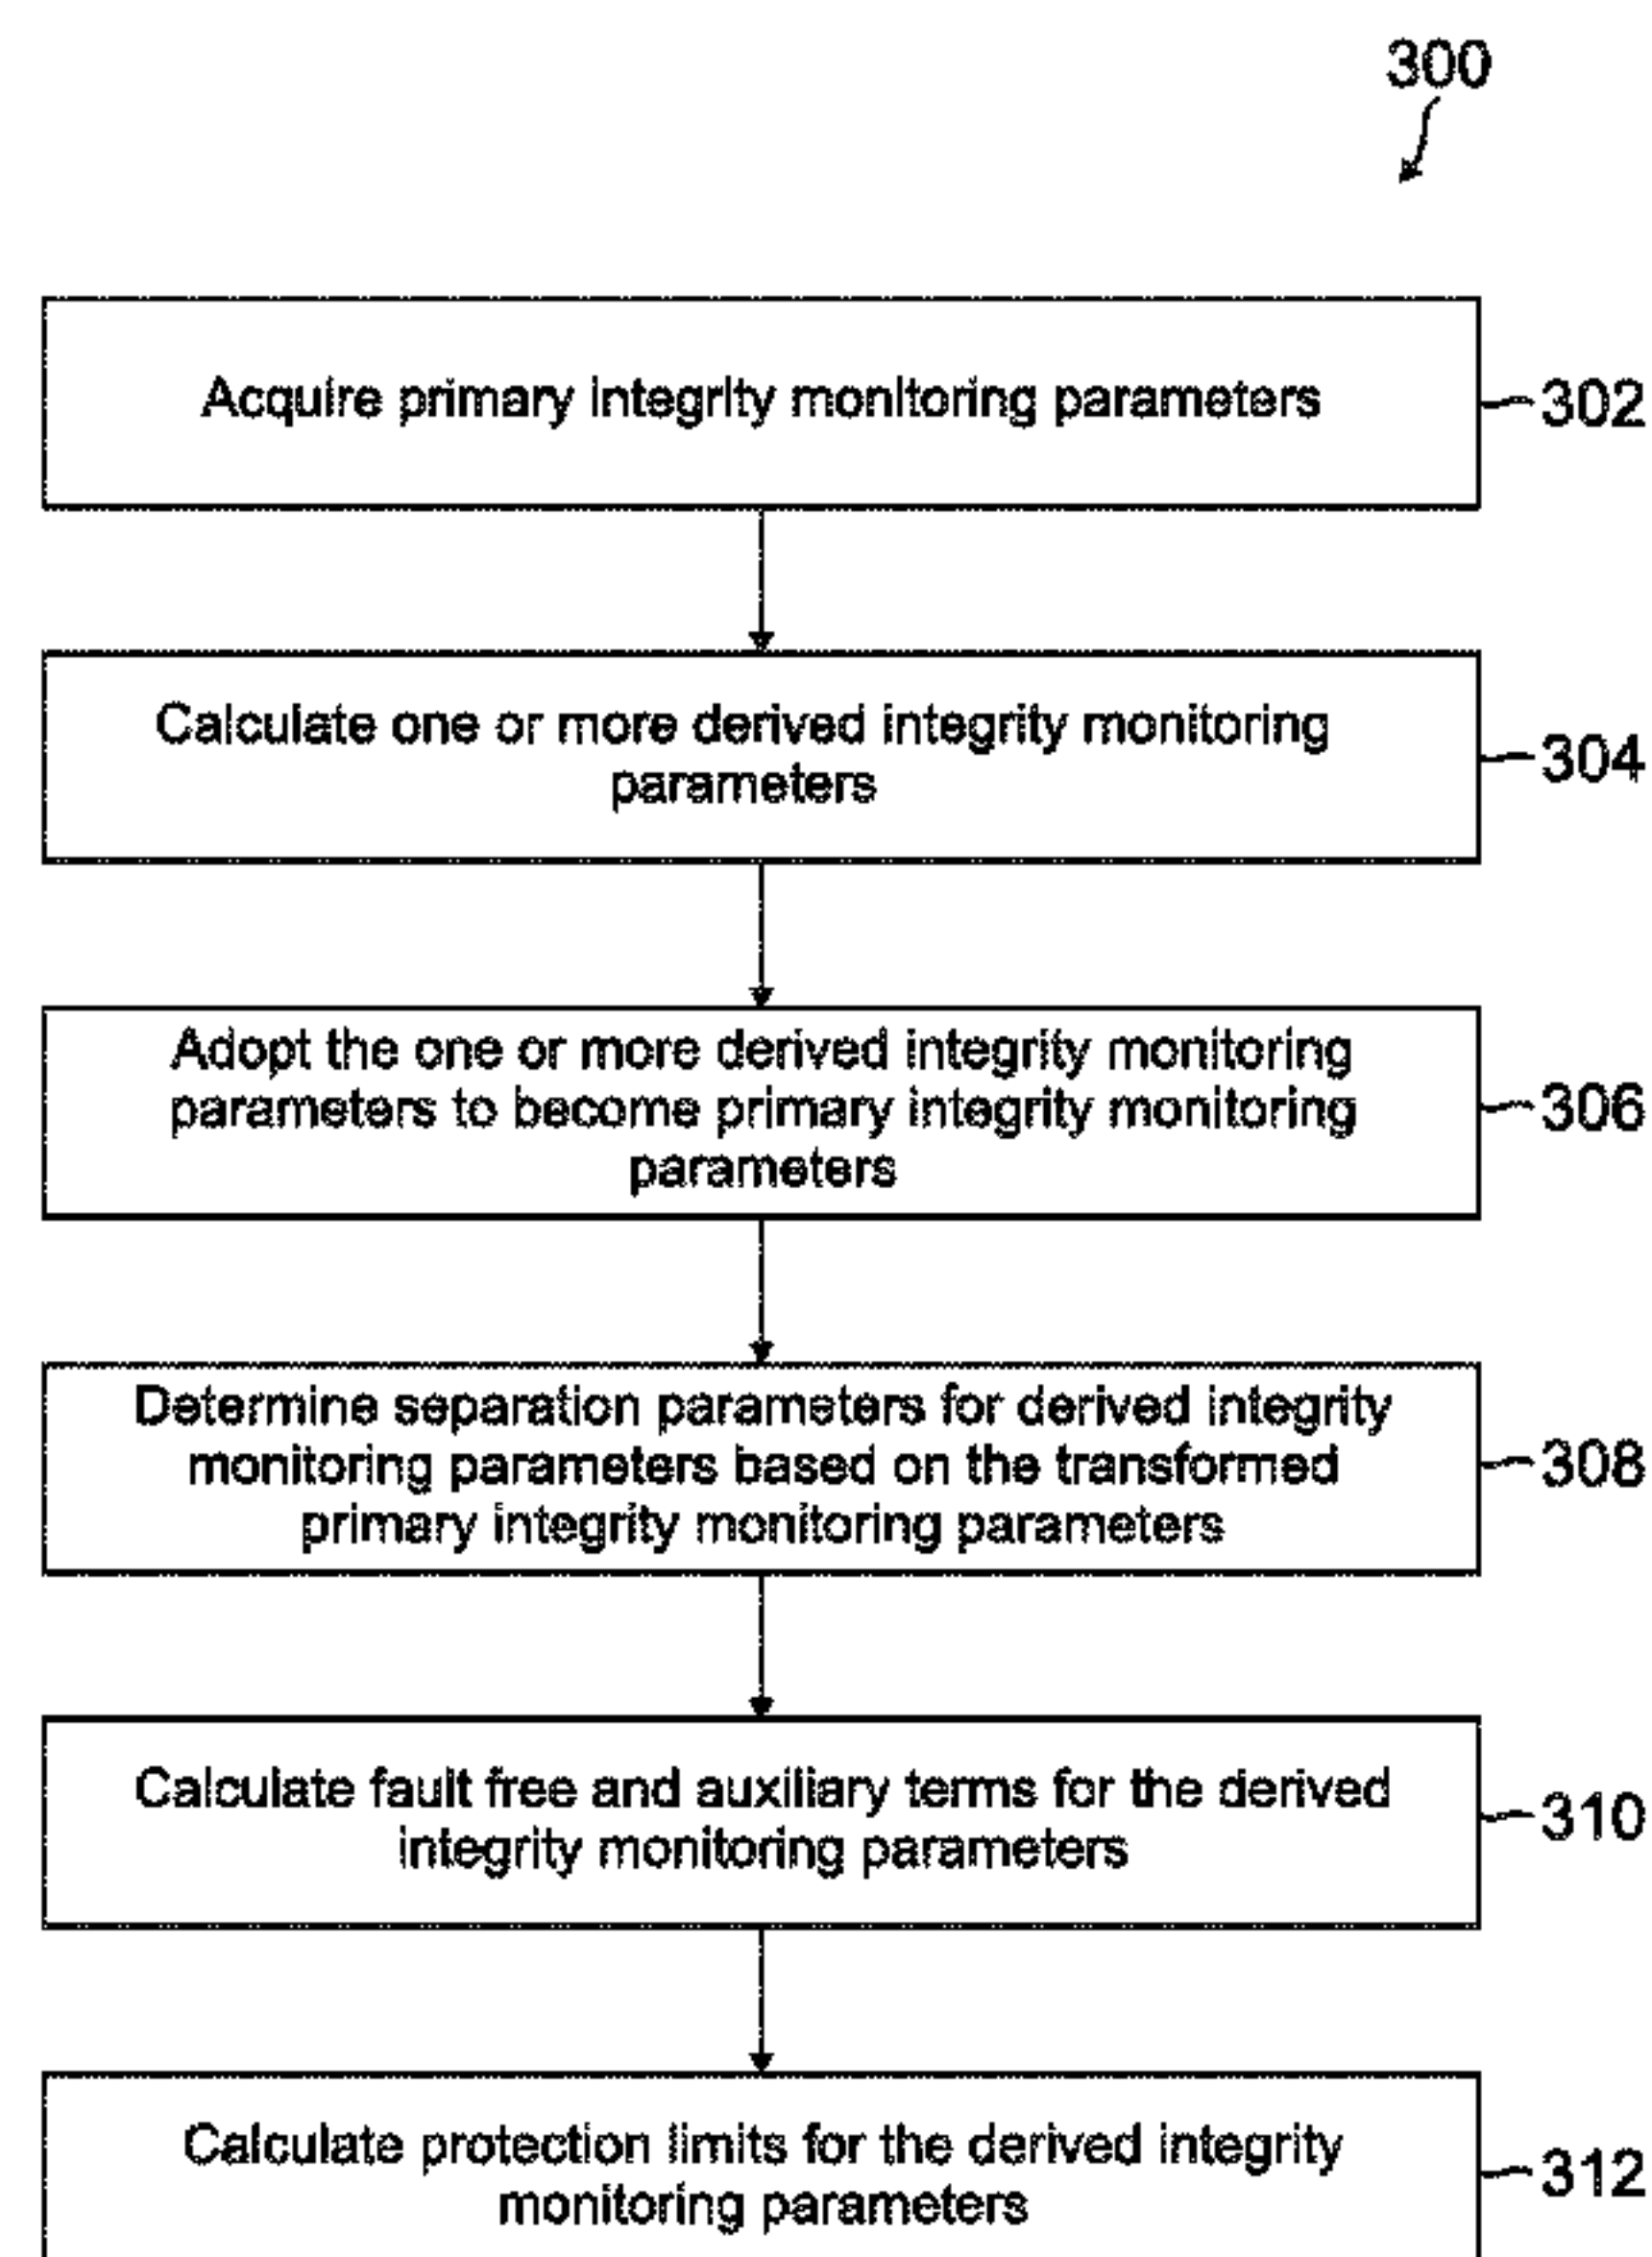 300
Acquire primary integrity monitoring parameters
302
Calculate one or more derived integrity monitoring
parameters
304
Adopt the one or more derived integrity monitoring
parameters to become primary integrity monitoring
parameters
306
Determine separation parameters for derived integrity
monitoring parameters based on the transformed
primary integrity monitoring parameters
308
Calculate fault free and auxiliary terms for the derived
integrity monitoring parameters
310
Calculate protection limits for the derived integrity
monitoring parameters
312